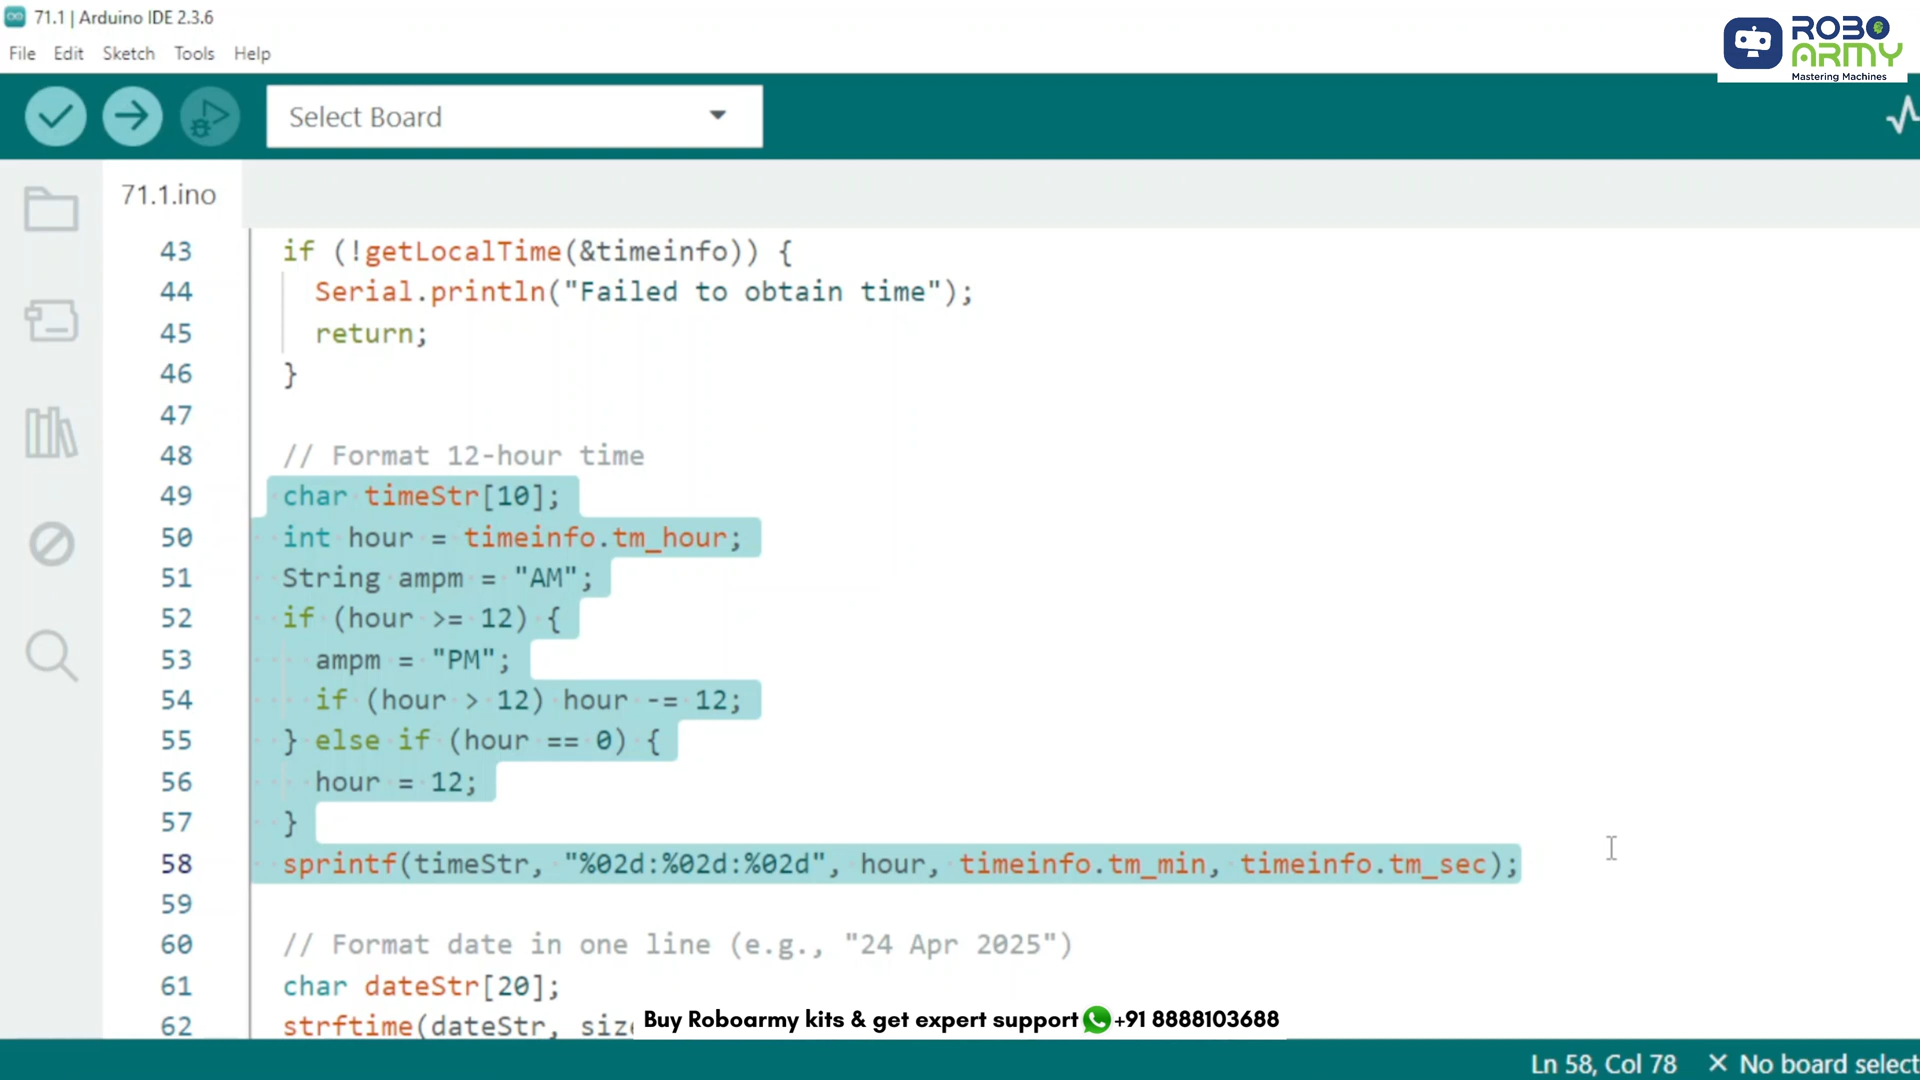 71.1 | Arduino IDE 2.3.6
File Edit Sketch Tools Help
ROBO
ARMY
Mastering Machines
Select Board
71.1.ino
43 if (!getLocalTime(&timeinfo)) {
44 Serial.println("Failed to obtain time");
45 return;
46 }
47
48 // Format 12-hour time
49 char timeStr[10];
50 int hour = timeinfo.tm_hour;
51 String ampm = "AM";
52 if (hour >= 12) {
53 ampm = "PM";
54 if (hour > 12) hour -= 12;
55 } else if (hour == 0) {
56 hour = 12;
57 }
58 sprintf(timeStr, "%02d:%02d:%02d", hour, timeinfo.tm_min, timeinfo.tm_sec);
59
60 // Format date in one line (e.g., "24 Apr 2025")
61 char dateStr[20];
62 strftime(dateStr,
Buy Roboarmy kits & get expert support +91 8888103688
Ln 58, Col 78 × No board select